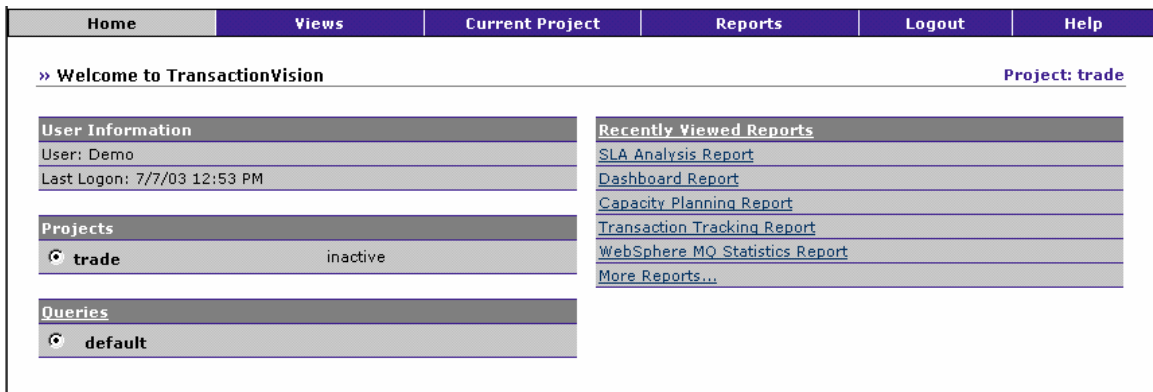 Home Views Current Project Reports Logout Help
» Welcome to TransactionVision
Project: trade
User Information
User: Demo
Last Logon: 7/7/03 12:53 PM
Projects
trade inactive
Queries
default
Recently Viewed Reports
SLA Analysis Report
Dashboard Report
Capacity Planning Report
Transaction Tracking Report
WebSphere MQ Statistics Report
More Reports...